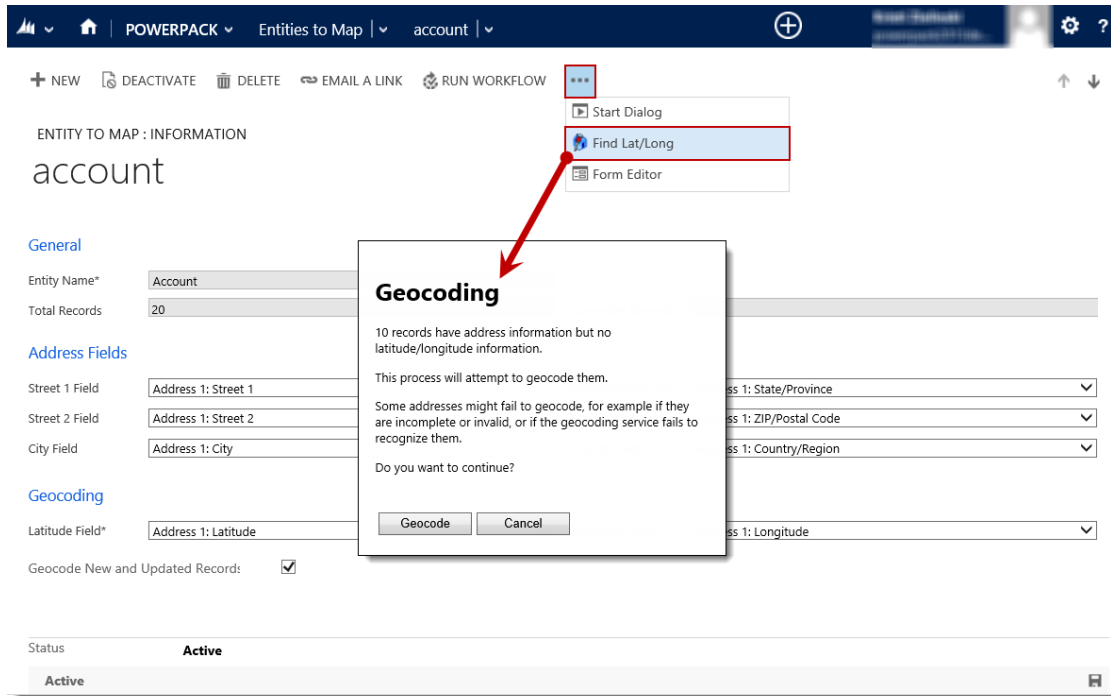 POWERPACK Entities to Map account ?
NEW DEACTIVATE DELETE EMAIL A LINK RUN WORKFLOW ...
Start Dialog
Find Lat/Long
Form Editor
ENTITY TO MAP : INFORMATION
account
General
Entity Name* Account
Total Records 20
Address Fields
Street 1 Field Address 1: Street 1 ss 1: State/Province
Street 2 Field Address 1: Street 2 ss 1: ZIP/Postal Code
City Field Address 1: City ss 1: Country/Region
Geocoding
Latitude Field* Address 1: Latitude ss 1: Longitude
Geocode New and Updated Records
Geocoding
10 records have address information but no
latitude/longitude information.
This process will attempt to geocode them.
Some addresses might fail to geocode, for example if they
are incomplete or invalid, or if the geocoding service fails to
recognize them.
Do you want to continue?
Geocode Cancel
Status Active
Active